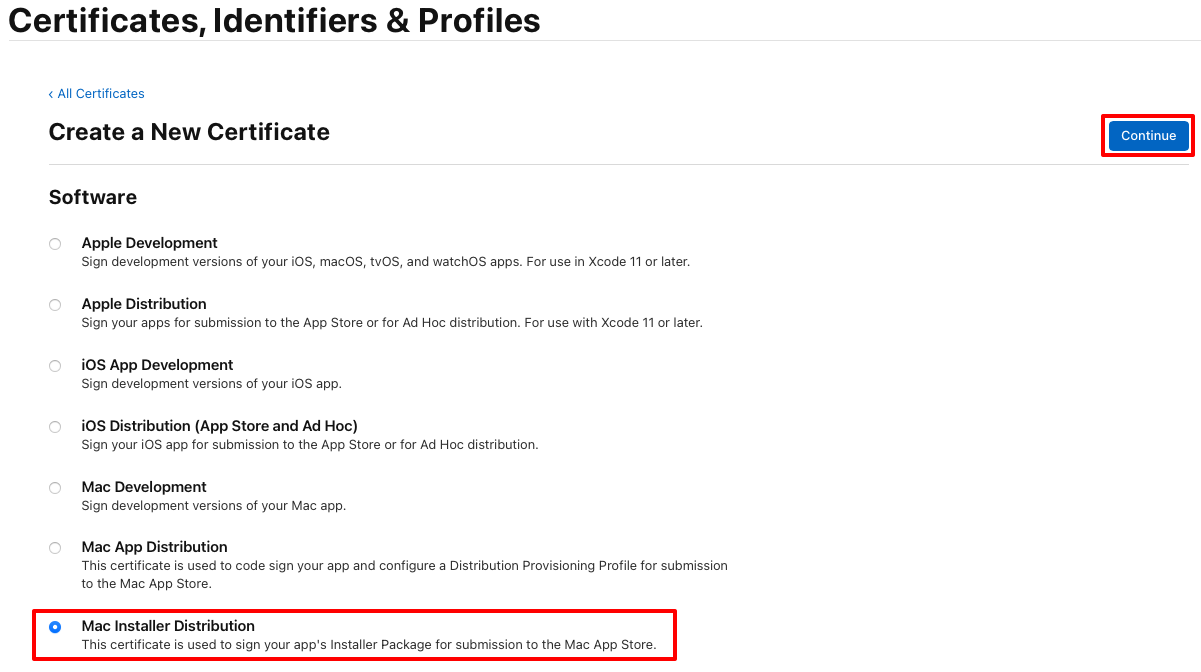 Certificates, Identifiers & Profiles
‹ All Certificates
Create a New Certificate
Continue
Software
Apple Development
Sign development versions of your iOS, macOS, tvOS, and watchOS apps. For use in Xcode 11 or later.
Apple Distribution
Sign your apps for submission to the App Store or for Ad Hoc distribution. For use with Xcode 11 or later.
iOS App Development
Sign development versions of your iOS app.
iOS Distribution (App Store and Ad Hoc)
Sign your iOS app for submission to the App Store or for Ad Hoc distribution.
Mac Development
Sign development versions of your Mac app.
Mac App Distribution
This certificate is used to code sign your app and configure a Distribution Provisioning Profile for submission
to the Mac App Store.
Mac Installer Distribution
This certificate is used to sign your app's Installer Package for submission to the Mac App Store.